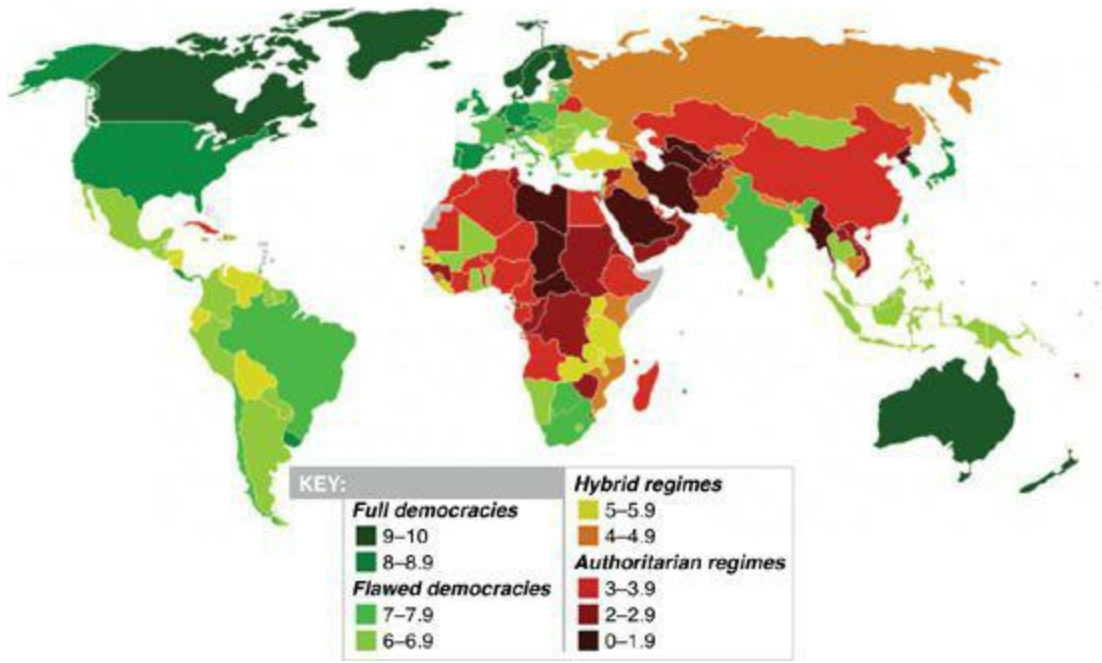 KEY:
Full democracies
9–10
8–8.9
Flawed democracies
7–7.9
6–6.9
Hybrid regimes
5–5.9
4–4.9
Authoritarian regimes
3–3.9
2–2.9
0–1.9